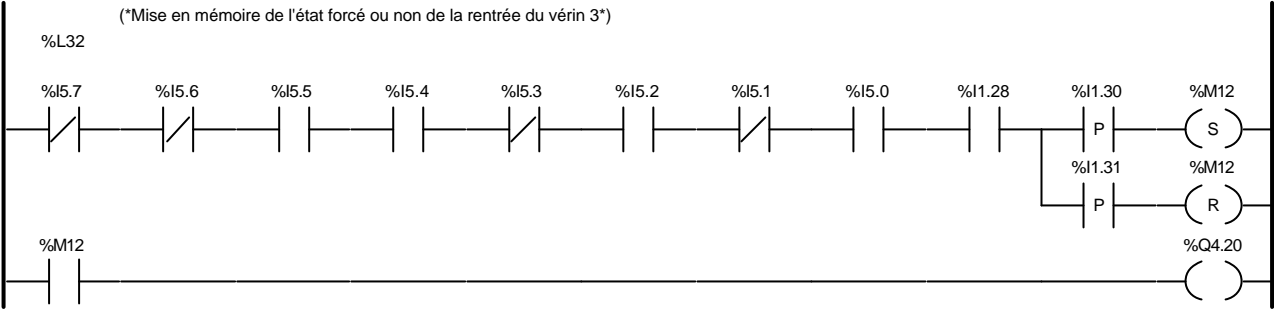 (*Mise en mémoire de l'état forcé ou non de la rentrée du vérin 3*)
%L32
%I5.7 %I5.6 %I5.5 %I5.4 %I5.3 %I5.2 %I5.1 %I5.0 %I1.28 %I1.30 %M12
P S
%I1.31 %M12
P R
%M12 %Q4.20